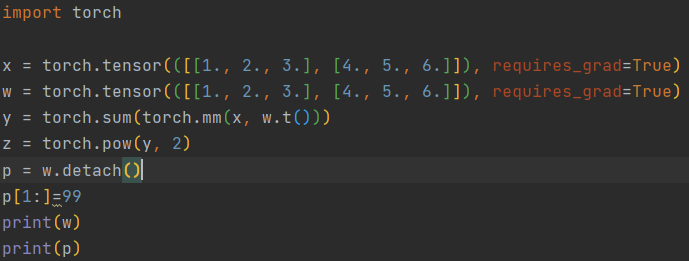 import torch
x = torch.tensor(([[1., 2., 3.], [4., 5., 6.]]), requires_grad=True)
w = torch.tensor(([[1., 2., 3.], [4., 5., 6.]]), requires_grad=True)
y = torch.sum(torch.mm(x, w.t()))
z = torch.pow(y, 2)
p = w.detach()
p[1:]=99
print(w)
print(p)